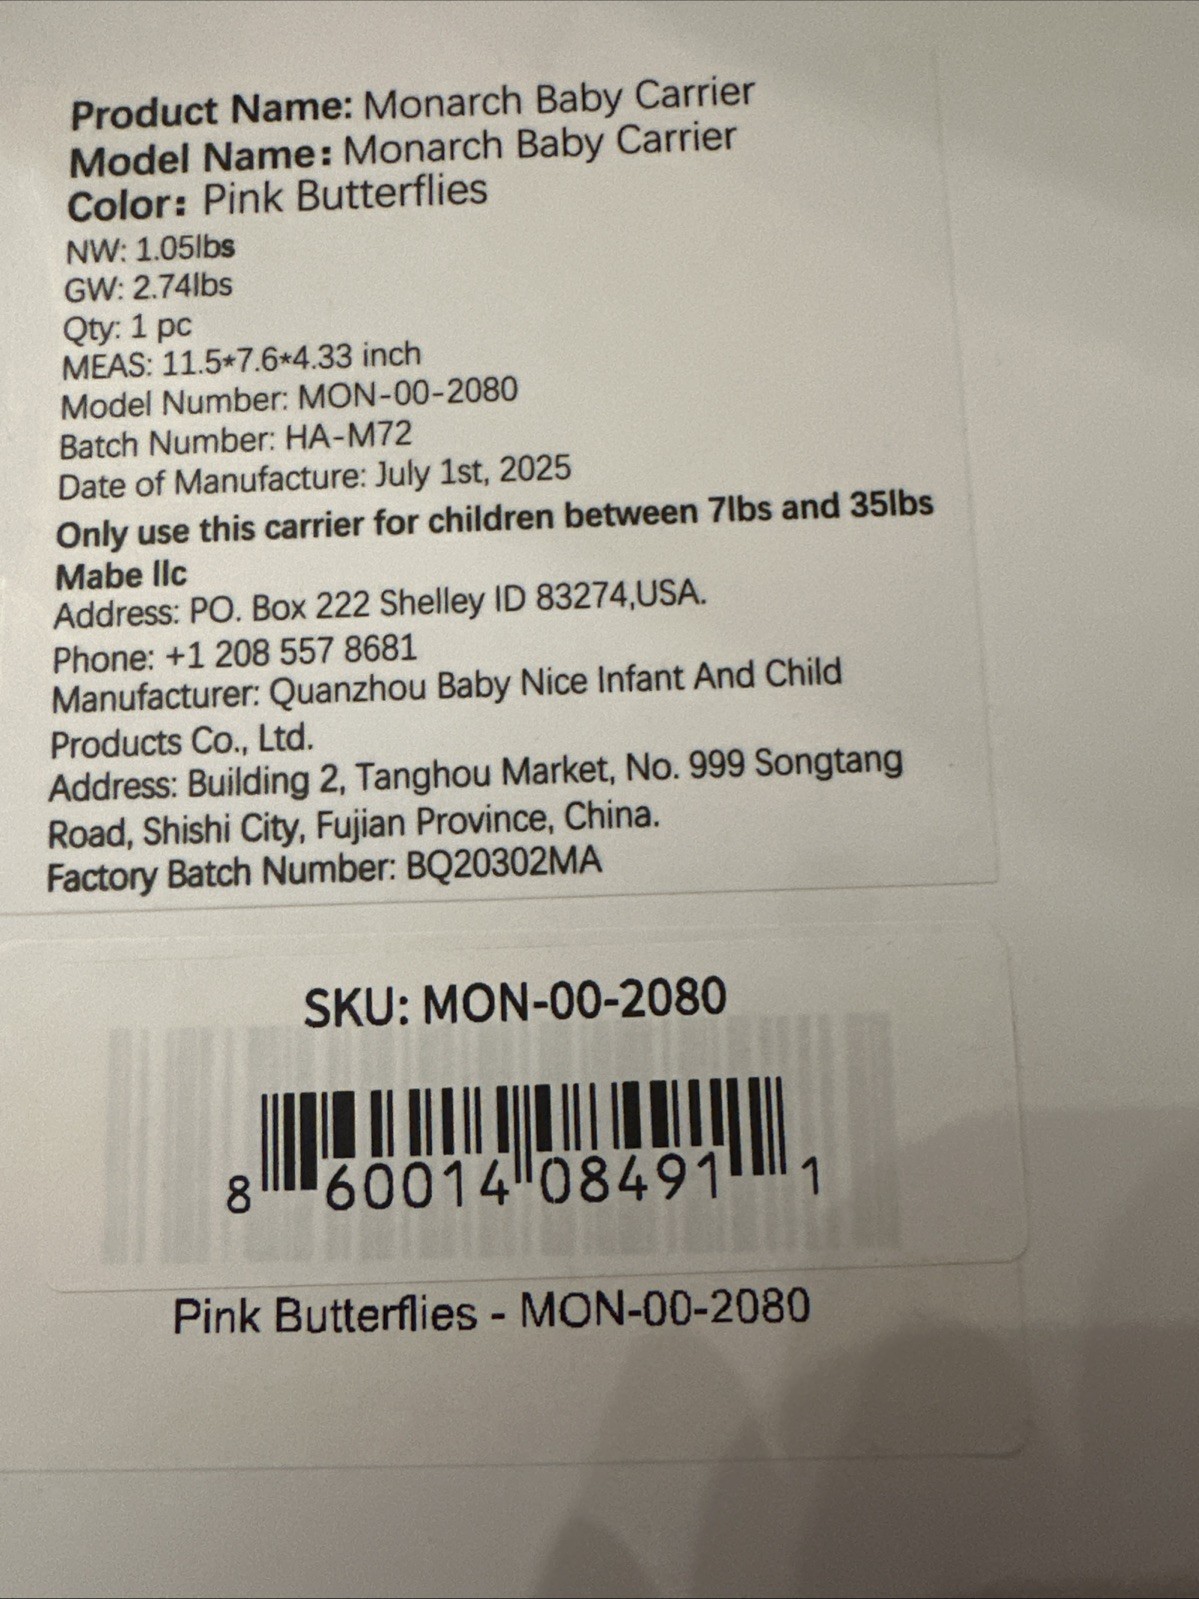 Product Name: Monarch Baby Carrier
Model Name: Monarch Baby Carrier
Color: Pink Butterflies
NW: 1.05lbs
GW: 2.74lbs
Qty: 1 pc
MEAS: 11.5*7.6*4.33 inch
Model Number: MON-00-2080
Batch Number: HA-M72
Date of Manufacture: July 1st, 2025
Only use this carrier for children between 7lbs and 35lbs
Mabe llc
Address: PO. Box 222 Shelley ID 83274,USA.
Phone: +1 208 557 8681
Manufacturer: Quanzhou Baby Nice Infant And Child
Products Co., Ltd.
Address: Building 2, Tanghou Market, No. 999 Songtang
Road, Shishi City, Fujian Province, China.
Factory Batch Number: BQ20302MA
SKU: MON-00-2080
8 60014 08491 1
Pink Butterflies - MON-00-2080